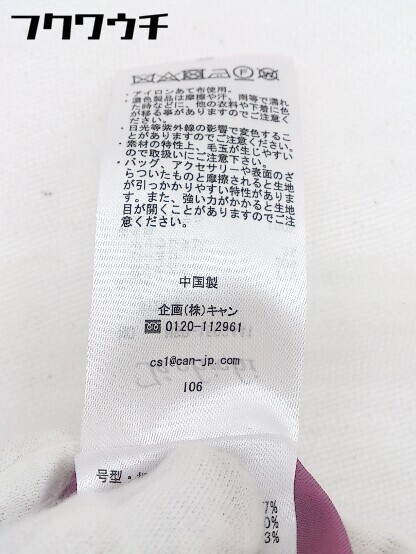 フクワウチ
・アイロンあて布使用。
・濃色製品は摩擦や汗、雨等で濡れ
た時などに、他の衣料や下着に色
が移る事がありますのでご注意く
ださい。
・日光等紫外線の影響で変色するこ
とがありますのでご注意ください。
・素材の特性上、毛玉が生じやすい
ので取扱いにご注意下さい。
・バッグ、アクセサリーや表面のざ
らついたものと摩擦されると生地
が引っかかりやすい特性がありま
す。また、強い力がかかると生地
目が開くことがありますのでご注
意ください。
中国製
企画(株)キャン
0120-112961
cs1@can-jp.com
106
号型・
7%
0%
3%